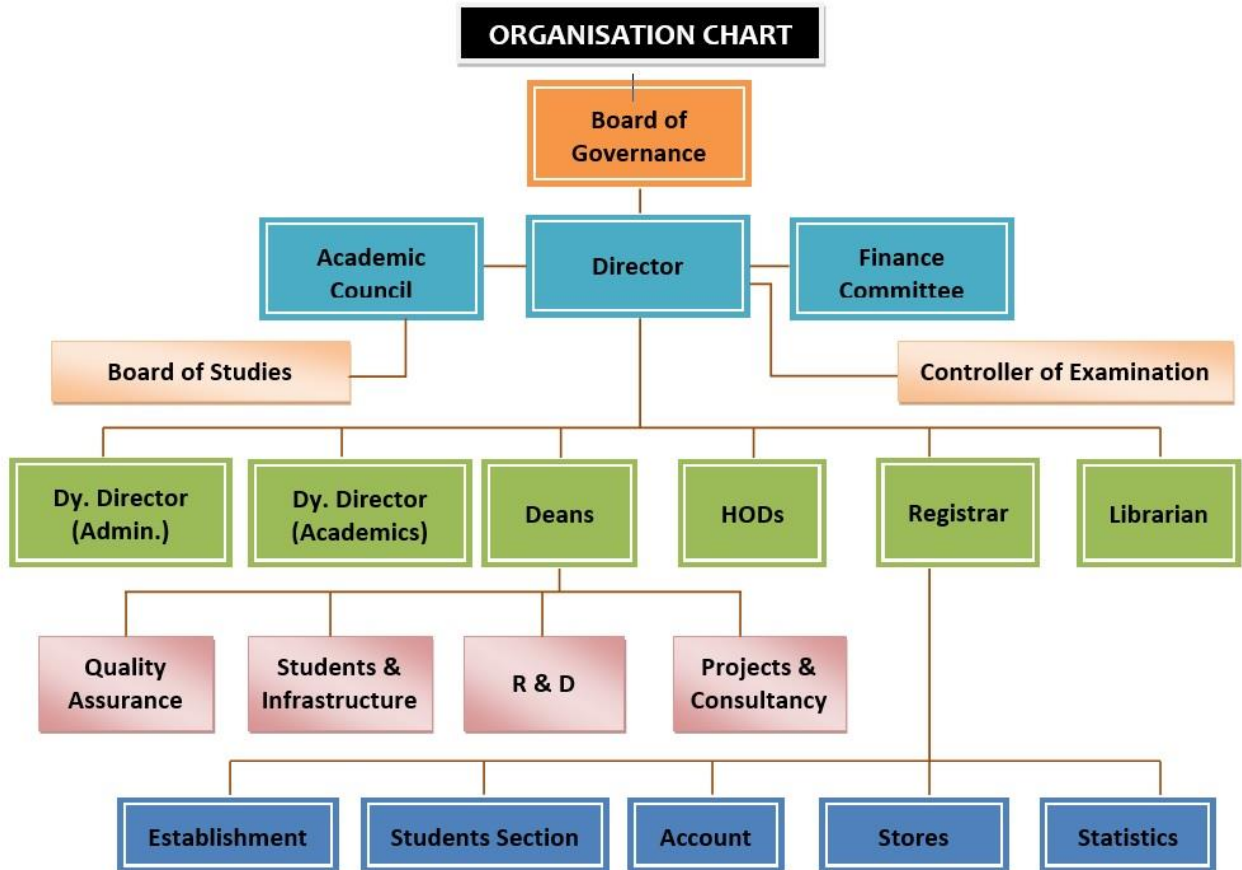 ORGANISATION CHART
Board of
Governance
Academic
Council
Director
Finance
Committee
Board of Studies
Controller of Examination
Dy. Director
(Admin.)
Dy. Director
(Academics)
Deans
HODs
Registrar
Librarian
Quality
Assurance
Students &
Infrastructure
R & D
Projects &
Consultancy
Establishment
Students Section
Account
Stores
Statistics